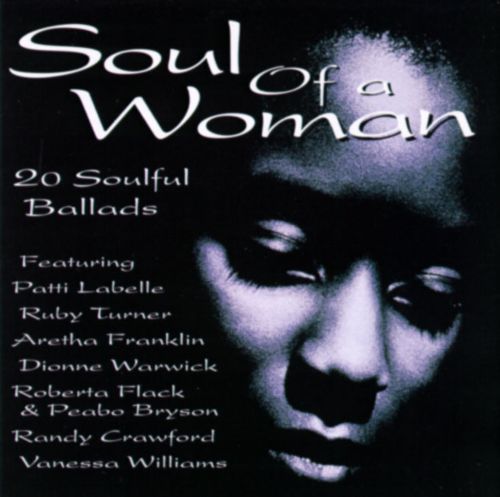 Soul Of a
Woman
20 Soulful
Ballads
Featuring
Patti Labelle
Ruby Turner
Aretha Franklin
Dionne Warwick
Roberta Flack
& Peabo Bryson
Randy Crawford
Vanessa Williams